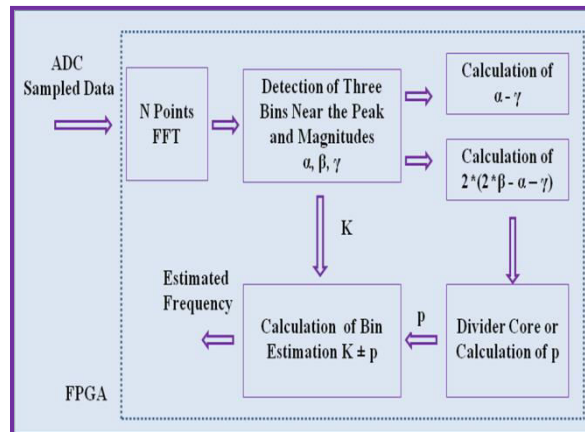 ADC
Sampled Data
N Points
FFT
Detection of Three
Bins Near the Peak
and Magnitudes
α, β, γ
Calculation of
α - γ
Calculation of
2*(2*β - α – γ)
K
Estimated
Frequency
Calculation of Bin
Estimation K ± p
p
Divider Core or
Calculation of p
FPGA